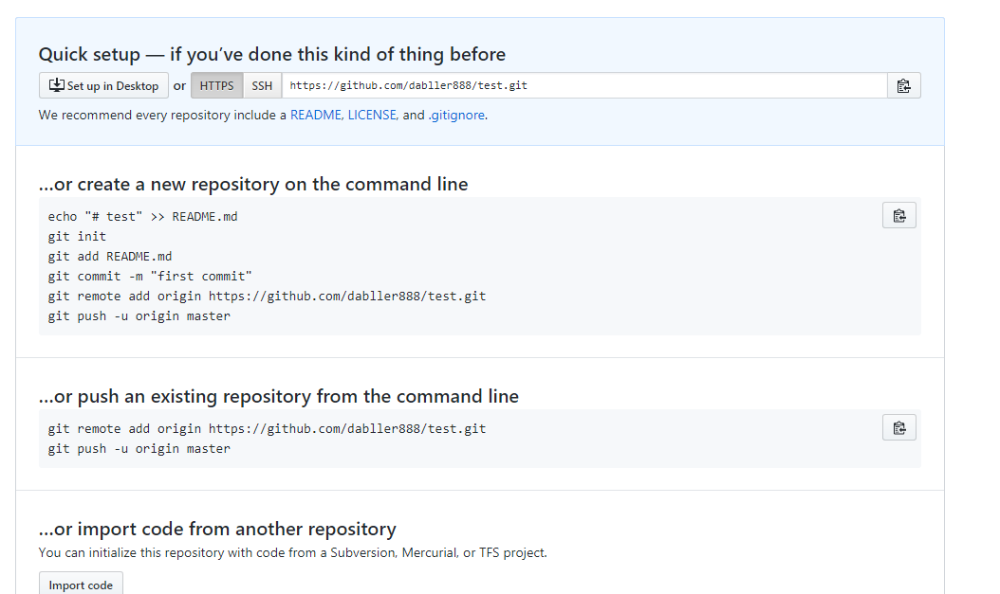 Quick setup — if you’ve done this kind of thing before
Set up in Desktop or HTTPS SSH https://github.com/dabller888/test.git
We recommend every repository include a README, LICENSE, and .gitignore.
…or create a new repository on the command line
echo "# test" >> README.md
git init
git add README.md
git commit -m "first commit"
git remote add origin https://github.com/dabller888/test.git
git push -u origin master
…or push an existing repository from the command line
git remote add origin https://github.com/dabller888/test.git
git push -u origin master
…or import code from another repository
You can initialize this repository with code from a Subversion, Mercurial, or TFS project.
Import code